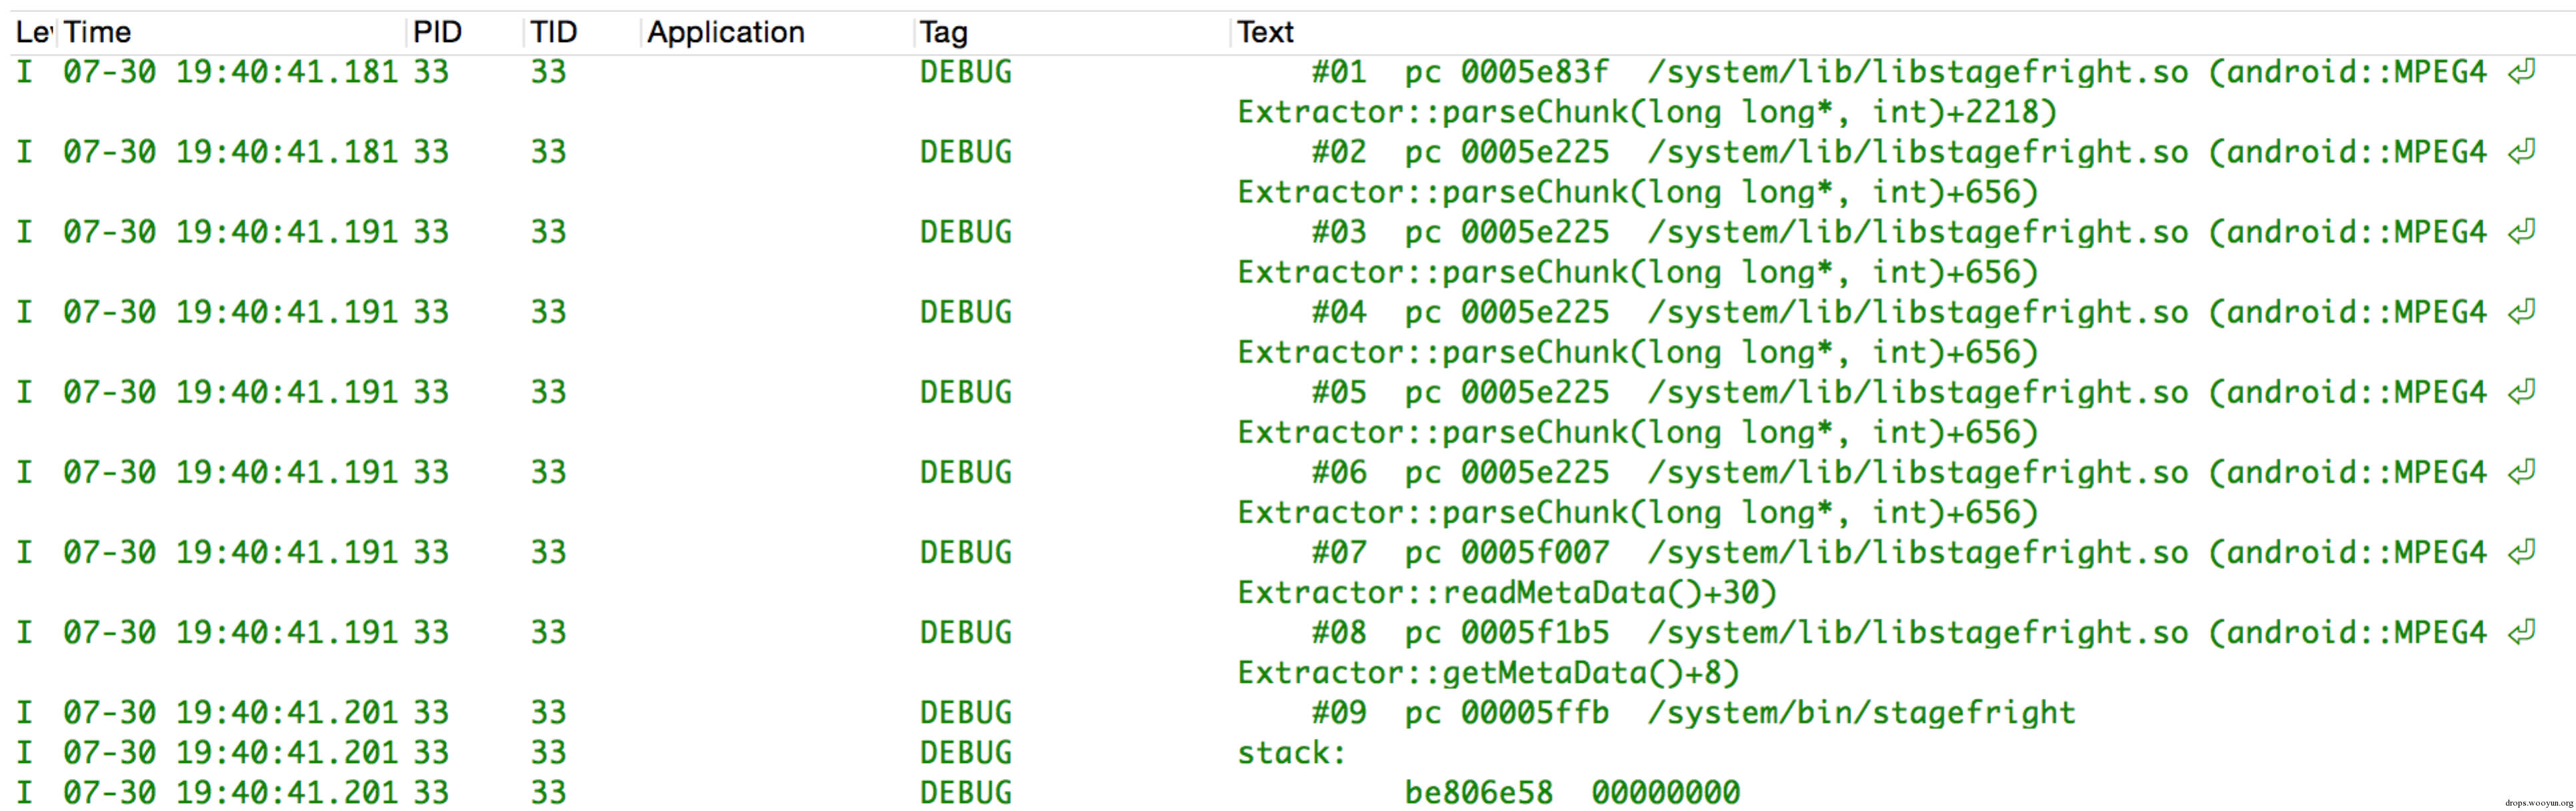 Le Time PID TID Application Tag Text
I 07-30 19:40:41.181 33 33 DEBUG #01 pc 0005e83f /system/lib/libstagefright.so (android::MPEG4
Extractor::parseChunk(long long*, int)+2218)
I 07-30 19:40:41.181 33 33 DEBUG #02 pc 0005e225 /system/lib/libstagefright.so (android::MPEG4
Extractor::parseChunk(long long*, int)+656)
I 07-30 19:40:41.191 33 33 DEBUG #03 pc 0005e225 /system/lib/libstagefright.so (android::MPEG4
Extractor::parseChunk(long long*, int)+656)
I 07-30 19:40:41.191 33 33 DEBUG #04 pc 0005e225 /system/lib/libstagefright.so (android::MPEG4
Extractor::parseChunk(long long*, int)+656)
I 07-30 19:40:41.191 33 33 DEBUG #05 pc 0005e225 /system/lib/libstagefright.so (android::MPEG4
Extractor::parseChunk(long long*, int)+656)
I 07-30 19:40:41.191 33 33 DEBUG #06 pc 0005e225 /system/lib/libstagefright.so (android::MPEG4
Extractor::parseChunk(long long*, int)+656)
I 07-30 19:40:41.191 33 33 DEBUG #07 pc 0005f007 /system/lib/libstagefright.so (android::MPEG4
Extractor::readMetaData()+30)
I 07-30 19:40:41.191 33 33 DEBUG #08 pc 0005f1b5 /system/lib/libstagefright.so (android::MPEG4
Extractor::getMetaData()+8)
I 07-30 19:40:41.201 33 33 DEBUG #09 pc 00005ffb /system/bin/stagefright
I 07-30 19:40:41.201 33 33 DEBUG stack:
I 07-30 19:40:41.201 33 33 DEBUG be806e58 00000000
drops.wooyun.org